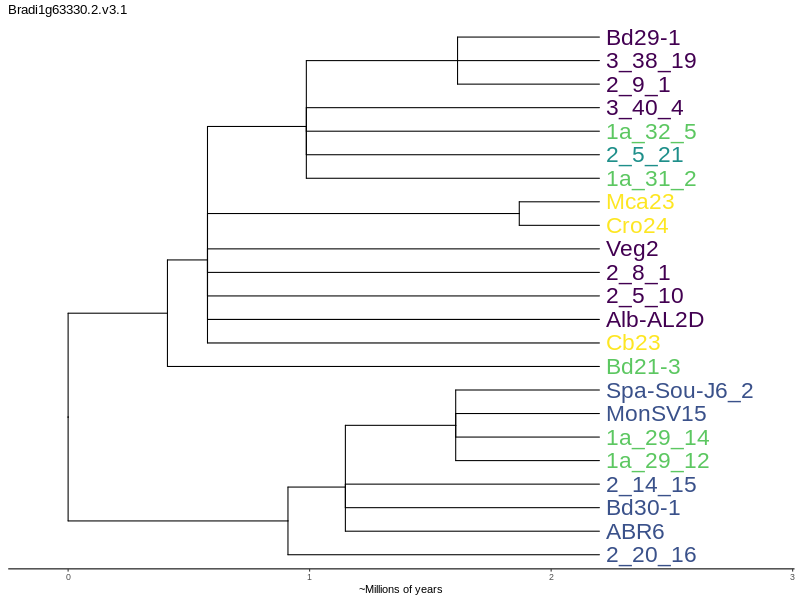 Bradi1g63330.2.v3.1
Bd29-1
3_38_19
2_9_1
3_40_4
1a_32_5
2_5_21
1a_31_2
Mca23
Cro24
Veg2
2_8_1
2_5_10
Alb-AL2D
Cb23
Bd21-3
Spa-Sou-J6_2
MonSV15
1a_29_14
1a_29_12
2_14_15
Bd30-1
ABR6
2_20_16
0 1 2 3
~Millions of years